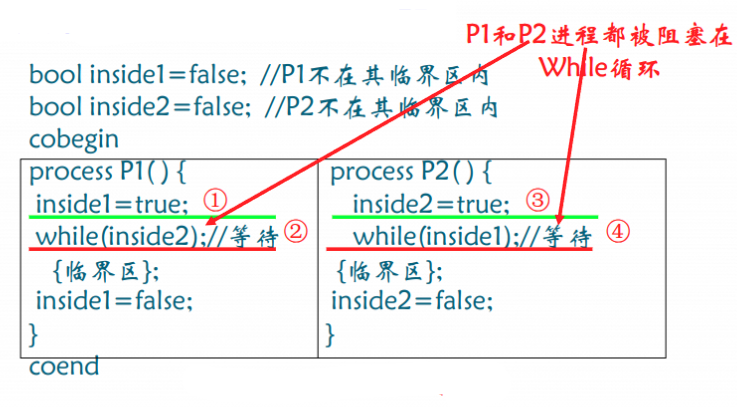 P1和P2进程都被阻塞在
While循环
bool inside1=false; //P1不在其临界区内
bool inside2=false; //P2不在其临界区内
cobegin
process P1( ) {
inside1=true; ①
while(inside2);//等待 ②
{临界区};
inside1=false;
}
process P2( ) {
inside2=true; ③
while(inside1);//等待 ④
{临界区};
inside2=false;
}
coend